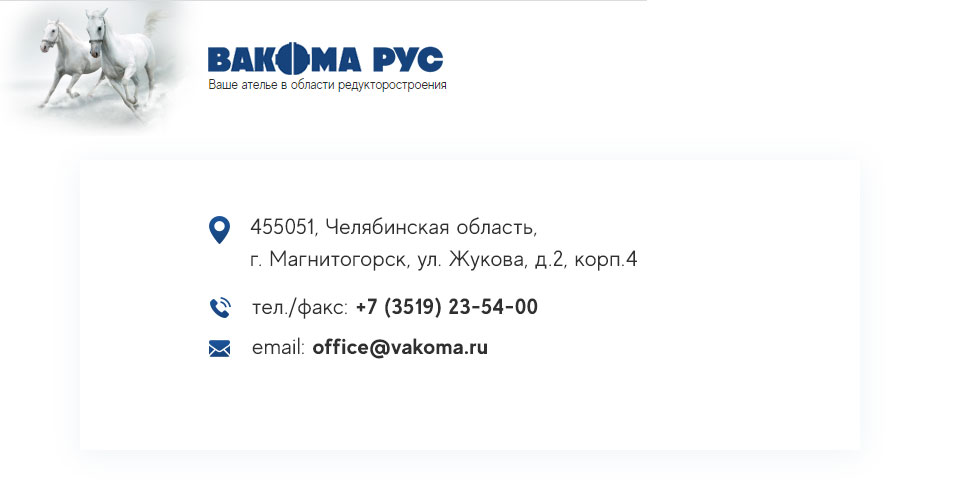 ВАКОМА РУС
Ваше ателье в области редукторостроения
455051, Челябинская область,
г. Магнитогорск, ул. Жукова, д.2, корп.4
тел./факс: +7 (3519) 23-54-00
email: office@vakoma.ru